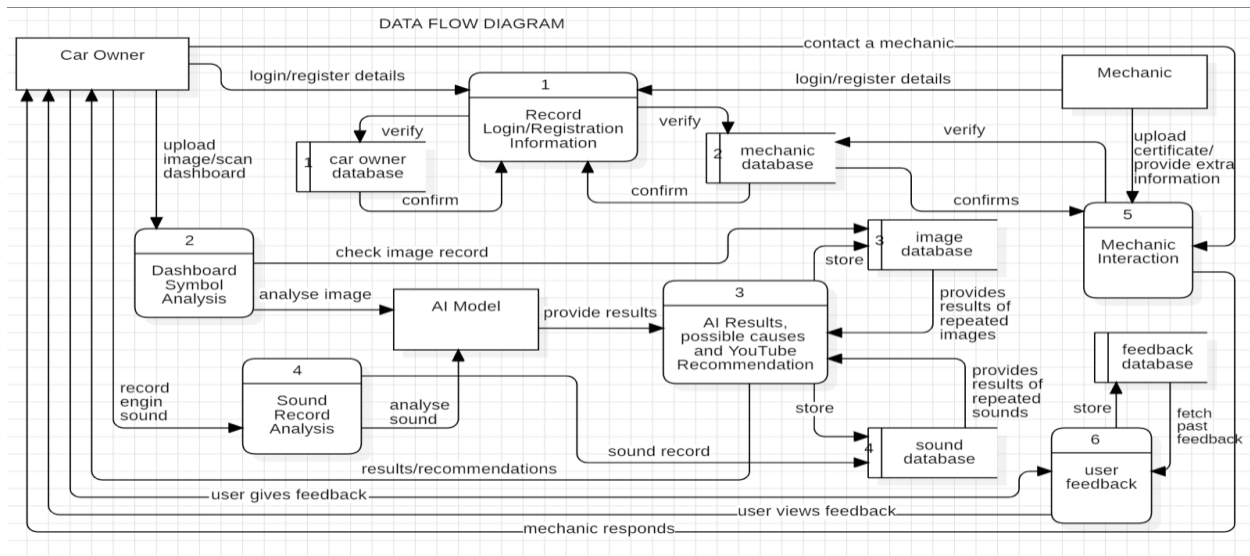 DATA FLOW DIAGRAM
Car Owner
contact a mechanic
Mechanic
login/register details
1
login/register details
Record
Login/Registration
Information
verify
verify
1
car owner
database
2
mechanic
database
verify
upload
certificate/
provide extra
information
upload
image/scan
dashboard
confirm
confirm
confirms
5
Mechanic
Interaction
2
Dashboard
Symbol
Analysis
check image record
3
image
database
store
analyse image
AI Model
provide results
3
AI Results,
possible causes
and YouTube
Recommendation
provides
results of
repeated
images
feedback
database
4
Sound
Record
Analysis
record
engin
sound
analyse
sound
store
provides
results of
repeated
sounds
store
fetch
past
feedback
sound record
4
sound
database
6
user
feedback
results/recommendations
user gives feedback
user views feedback
mechanic responds